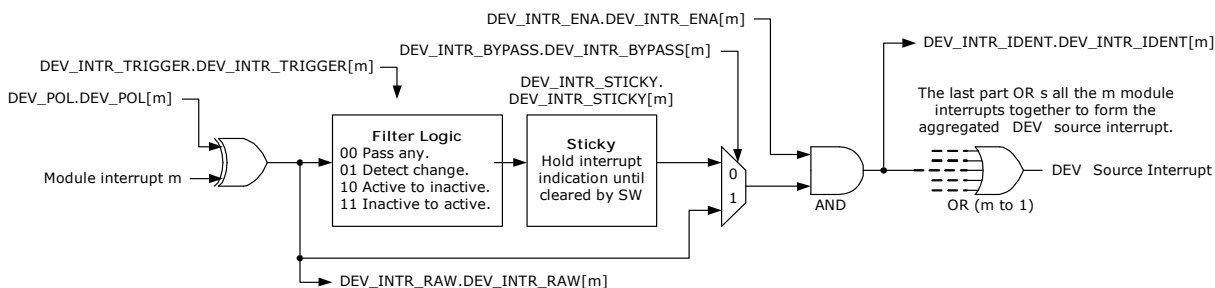 DEV_INTR_ENA.DEV_INTR_ENA[m]
DEV_INTR_BYPASS.DEV_INTR_BYPASS[m]
DEV_INTR_IDENT.DEV_INTR_IDENT[m]
DEV_INTR_TRIGGER.DEV_INTR_TRIGGER[m]
DEV_INTR_STICKY.
DEV_INTR_STICKY[m]
DEV_POL.DEV_POL[m]
The last part OR s all the m module
interrupts together to form the
aggregated DEV source interrupt.
Filter Logic
00 Pass any.
01 Detect change.
10 Active to inactive.
11 Inactive to active.
Sticky
Hold interrupt
indication until
cleared by SW
Module interrupt m
0
1
AND
DEV Source Interrupt
OR (m to 1)
DEV_INTR_RAW.DEV_INTR_RAW[m]